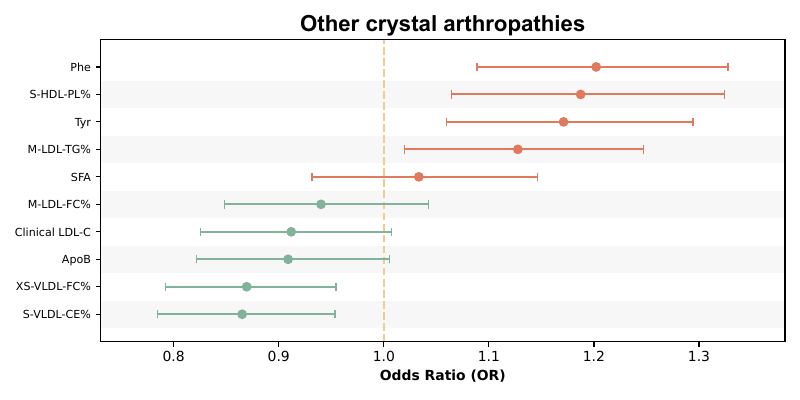 Other crystal arthropathies
Phe
S-HDL-PL%
Tyr
M-LDL-TG%
SFA
M-LDL-FC%
Clinical LDL-C
ApoB
XS-VLDL-FC%
S-VLDL-CE%
0.8 0.9 1.0 1.1 1.2 1.3
Odds Ratio (OR)